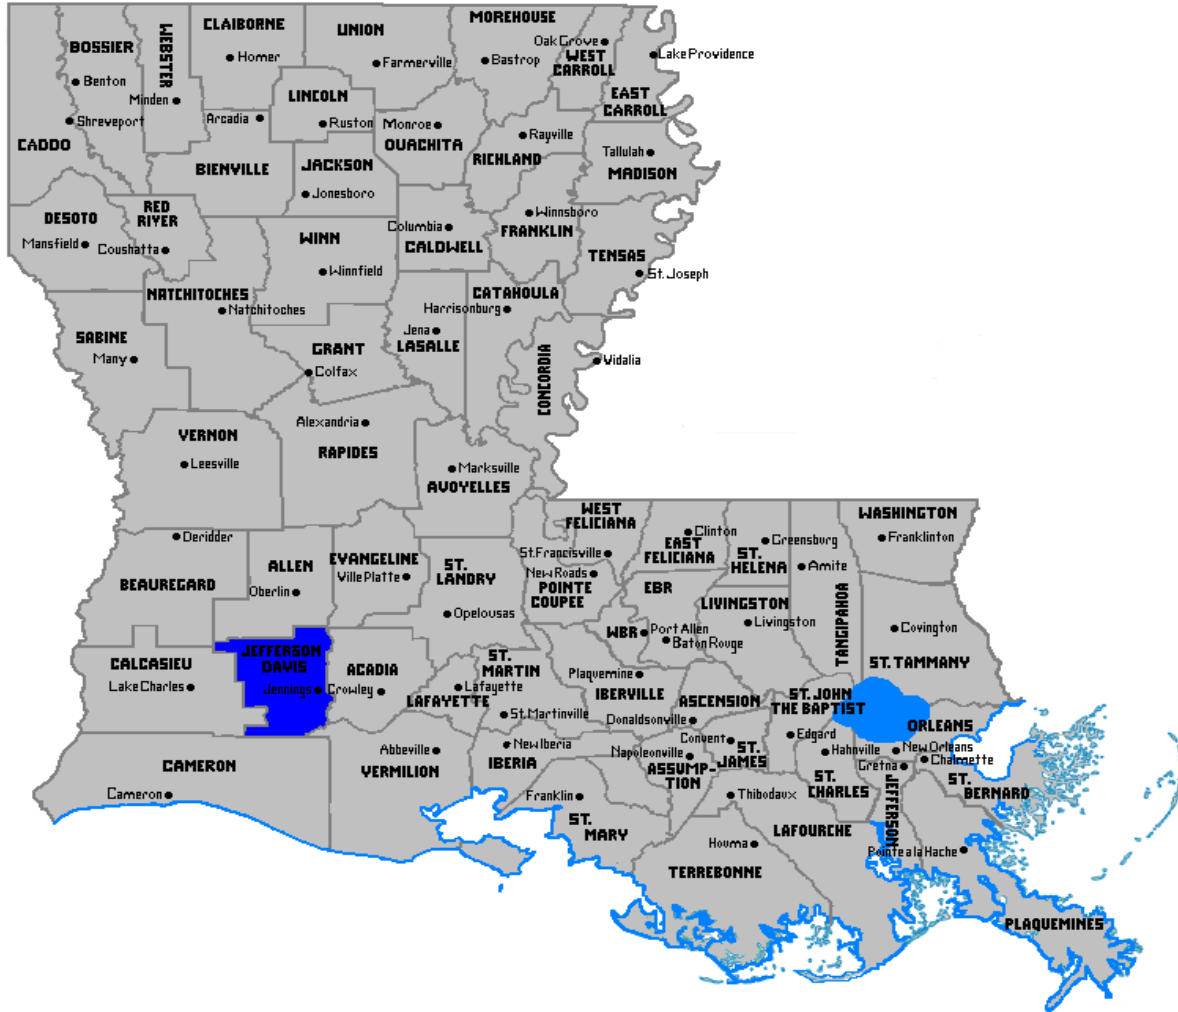 CLAIBORNE
Homer
UNION
Farmerville
MOREHOUSE
Bastrop
Oak Grove
WEST
CARROLL
Lake Providence
EAST
CARROLL
BOSSIER
Benton
WEBSTER
Minden
Shreveport
CADDO
LINCOLN
Ruston
Arcadia
BIENVILLE
JACKSON
Jonesboro
Monroe
OUACHITA
Rayville
RICHLAND
Tallulah
MADISON
DESOTO
Mansfield
RED
RIVER
Coushatta
WINN
Winnfield
Columbia
CALDWELL
Winnsboro
FRANKLIN
TENSAS
St. Joseph
NATCHITOCHES
Natchitoches
CATAHOULA
Harrisonburg
SABINE
Many
GRANT
Colfax
Jena
LASALLE
CONCORDIA
Vidalia
VERNON
Leesville
Alexandria
RAPIDES
Marksville
AVOYELLES
Deridder
BEAUREGARD
ALLEN
Oberlin
EVANGELINE
Ville Platte
ST.
LANDRY
Opelousas
WEST
FELICIANA
St. Francisville
New Roads
POINTE
COUPEE
Clinton
EAST
FELICIANA
Greensburg
ST.
HELENA
WASHINGTON
Franklinton
Amite
TANGIPAHOA
EBR
LIVINGSTON
Livingston
WBR
Port Allen
Baton Rouge
Covington
ST. TAMMANY
CALCASIEU
Lake Charles
JEFFERSON
DAVIS
Jennings
ACADIA
Crowley
LAFAYETTE
Lafayette
ST.
MARTIN
St. Martinville
Plaquemine
IBERVILLE
Donaldsonville
ASCENSION
ST. JOHN
THE BAPTIST
Edgard
ORLEANS
New Orleans
Chalmette
Hahnville
Gretna
CAMERON
Cameron
Abbeville
VERMILION
New Iberia
IBERIA
Napoleonville
ASSUMP-
TION
Convent
ST.
JAMES
ST.
CHARLES
JEFFERSON
ST.
BERNARD
Franklin
ST.
MARY
Thibodaux
LAFOURCHE
Houma
TERREBONNE
Pointe a la Hache
PLAQUEMINES